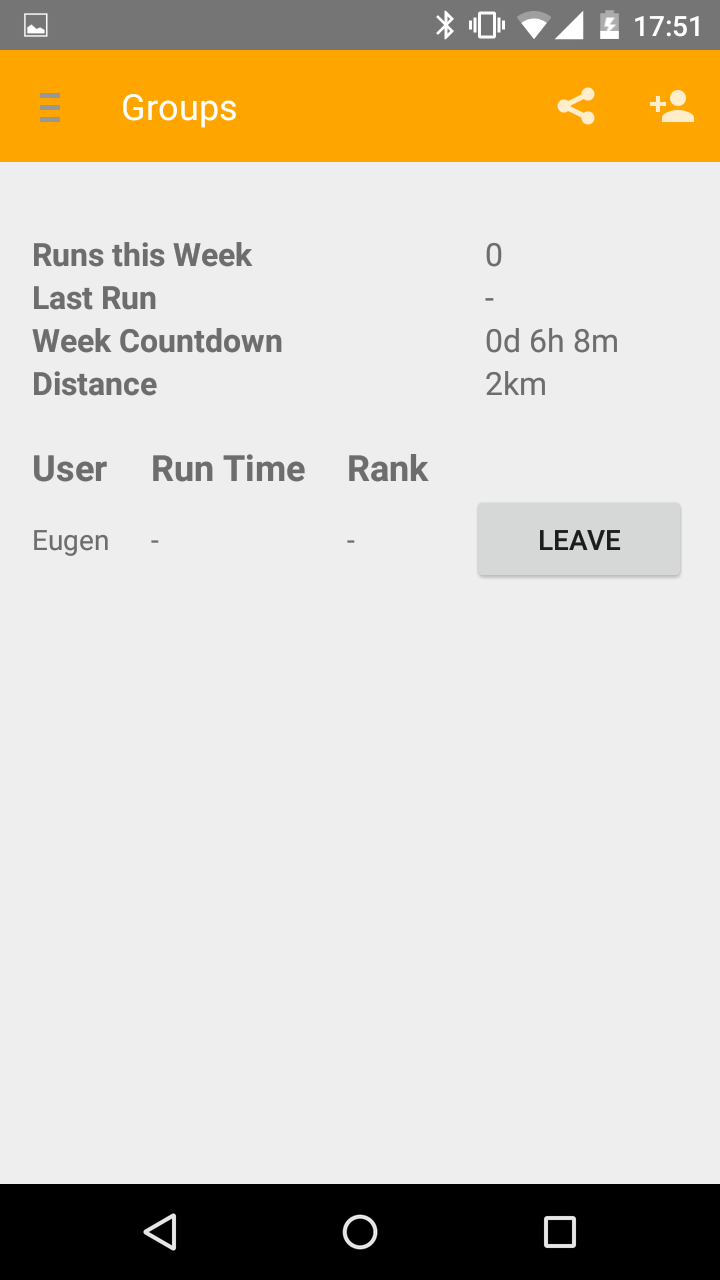 17:51
Groups
Runs this Week 0
Last Run -
Week Countdown 0d 6h 8m
Distance 2km
User Run Time Rank
Eugen - - LEAVE